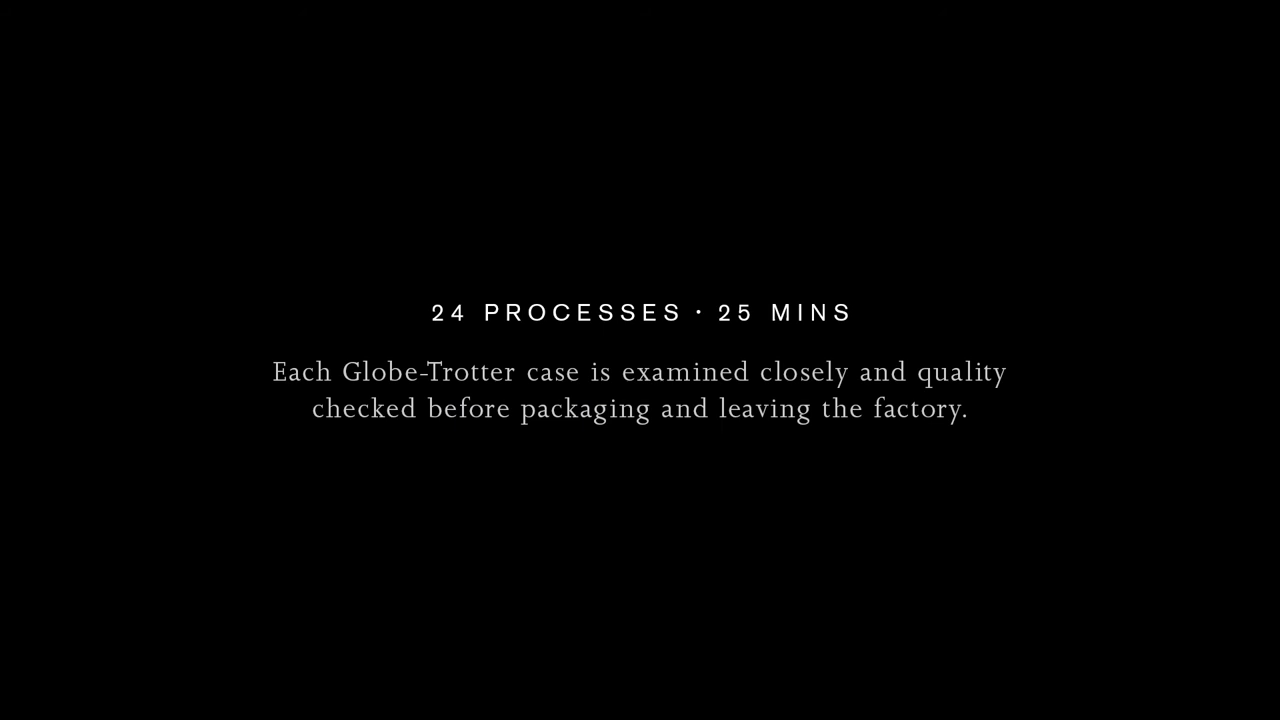 24 PROCESSES · 25 MINS
Each Globe-Trotter case is examined closely and quality
checked before packaging and leaving the factory.